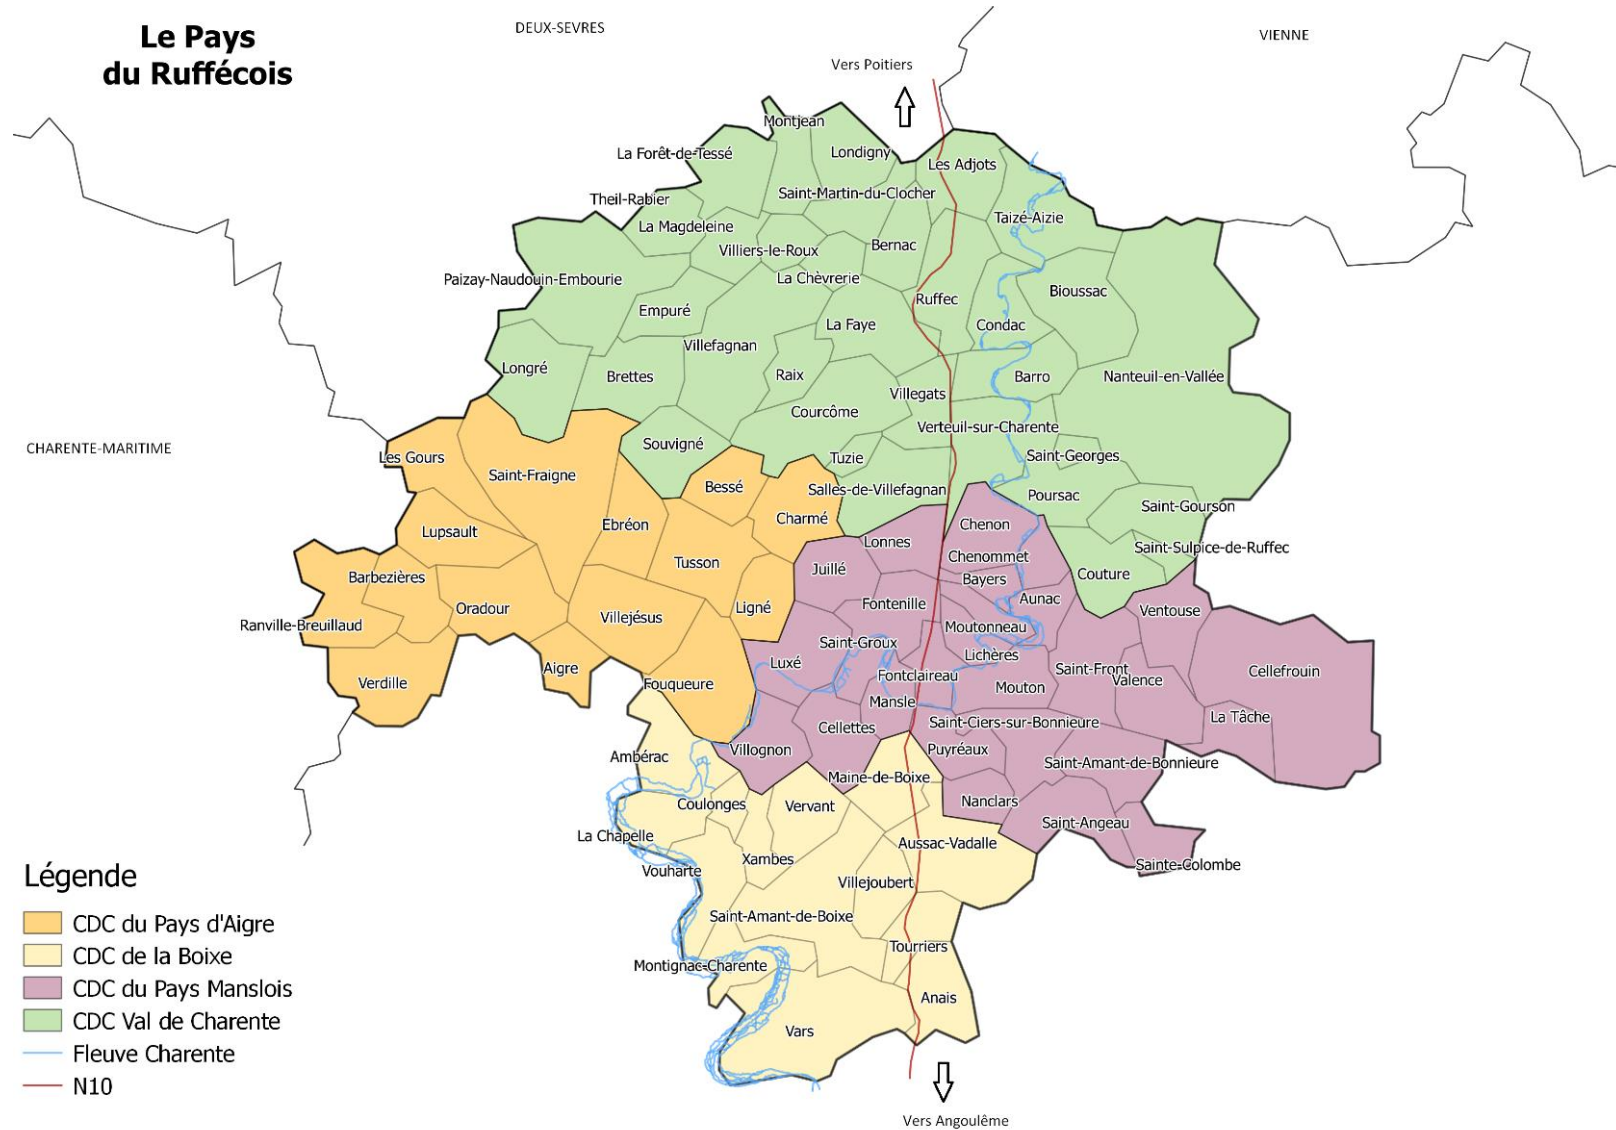 Le Pays
du Ruffécois
DEUX-SEVRES
VIENNE
Vers Poitiers
Montjean
La Forêt-de-Tessé
Londigny
Les Adjots
Saint-Martin-du-Clocher
Theil-Rabier
Taizé-Aizie
La Magdeleine
Villiers-le-Roux
Bernac
Paizay-Naudouin-Embourie
La Chèvrerie
Bioussac
Empuré
Ruffec
La Faye
Condac
Villefagnan
Longré
Brettes
Raix
Barro
Nanteuil-en-Vallée
Villegats
Courcôme
Verteuil-sur-Charente
CHARENTE-MARITIME
Souvigné
Les Gours
Tuzie
Saint-Georges
Saint-Fraigne
Bessé
Salles-de-Villefagnan
Poursac
Saint-Gourson
Charmé
Ebréon
Chenon
Lupsault
Lonnes
Saint-Sulpice-de-Ruffec
Chenommet
Tusson
Juillé
Barbezières
Bayers
Couture
Aunac
Oradour
Ligné
Fontenille
Ventouse
Villejésus
Ranville-Breuillaud
Moutonneau
Saint-Groux
Lichères
Luxé
Aigre
Saint-Front
Cellefrouin
Fontclaireau
Valence
Verdille
Fouqueure
Mouton
Mansle
La Tâche
Cellettes
Saint-Ciers-sur-Bonnieure
Villognon
Puyréaux
Ambérac
Saint-Amant-de-Bonnieure
Maine-de-Boixe
Coulonges
Vervant
Nanclars
Saint-Angeau
La Chapelle
Aussac-Vadalle
Xambes
Sainte-Colombe
Vouharte
Villejoubert
Saint-Amant-de-Boixe
Tourriers
Montignac-Charente
Anais
Vars
Légende
CDC du Pays d'Aigre
CDC de la Boixe
CDC du Pays Manslois
CDC Val de Charente
Fleuve Charente
N10
Vers Angoulême